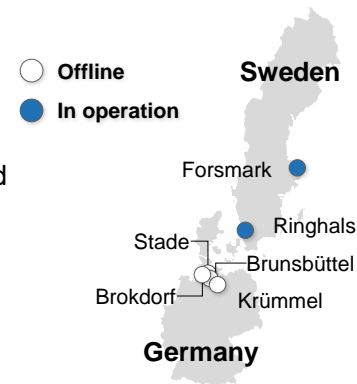 Offline
In operation
Sweden
d
Forsmark
Ringhals
Stade
Brunsbüttel
Brokdorf
Krümmel
Germany